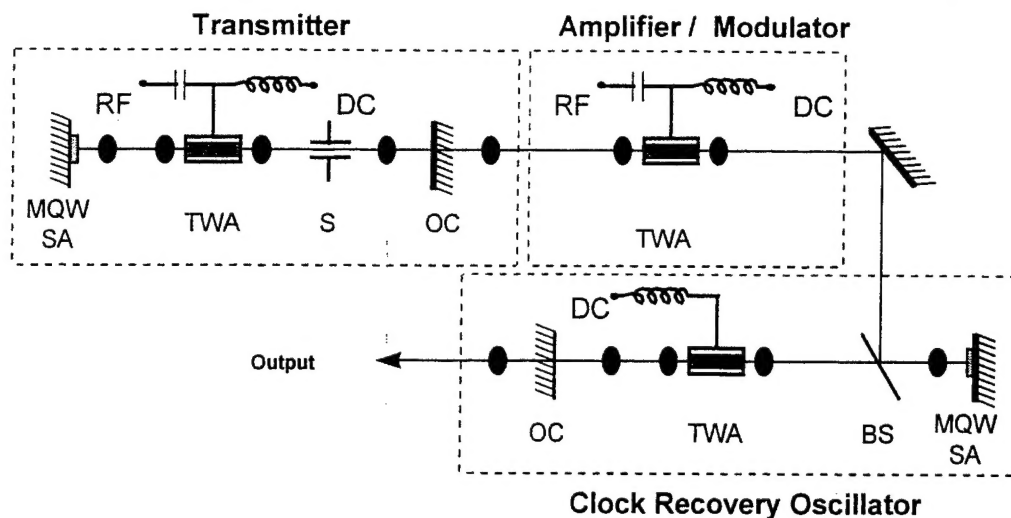 Transmitter
Amplifier / Modulator
RF
DC
RF
DC
MQW
SA
TWA
S
OC
TWA
DC
Output
OC
TWA
BS
MQW
SA
Clock Recovery Oscillator